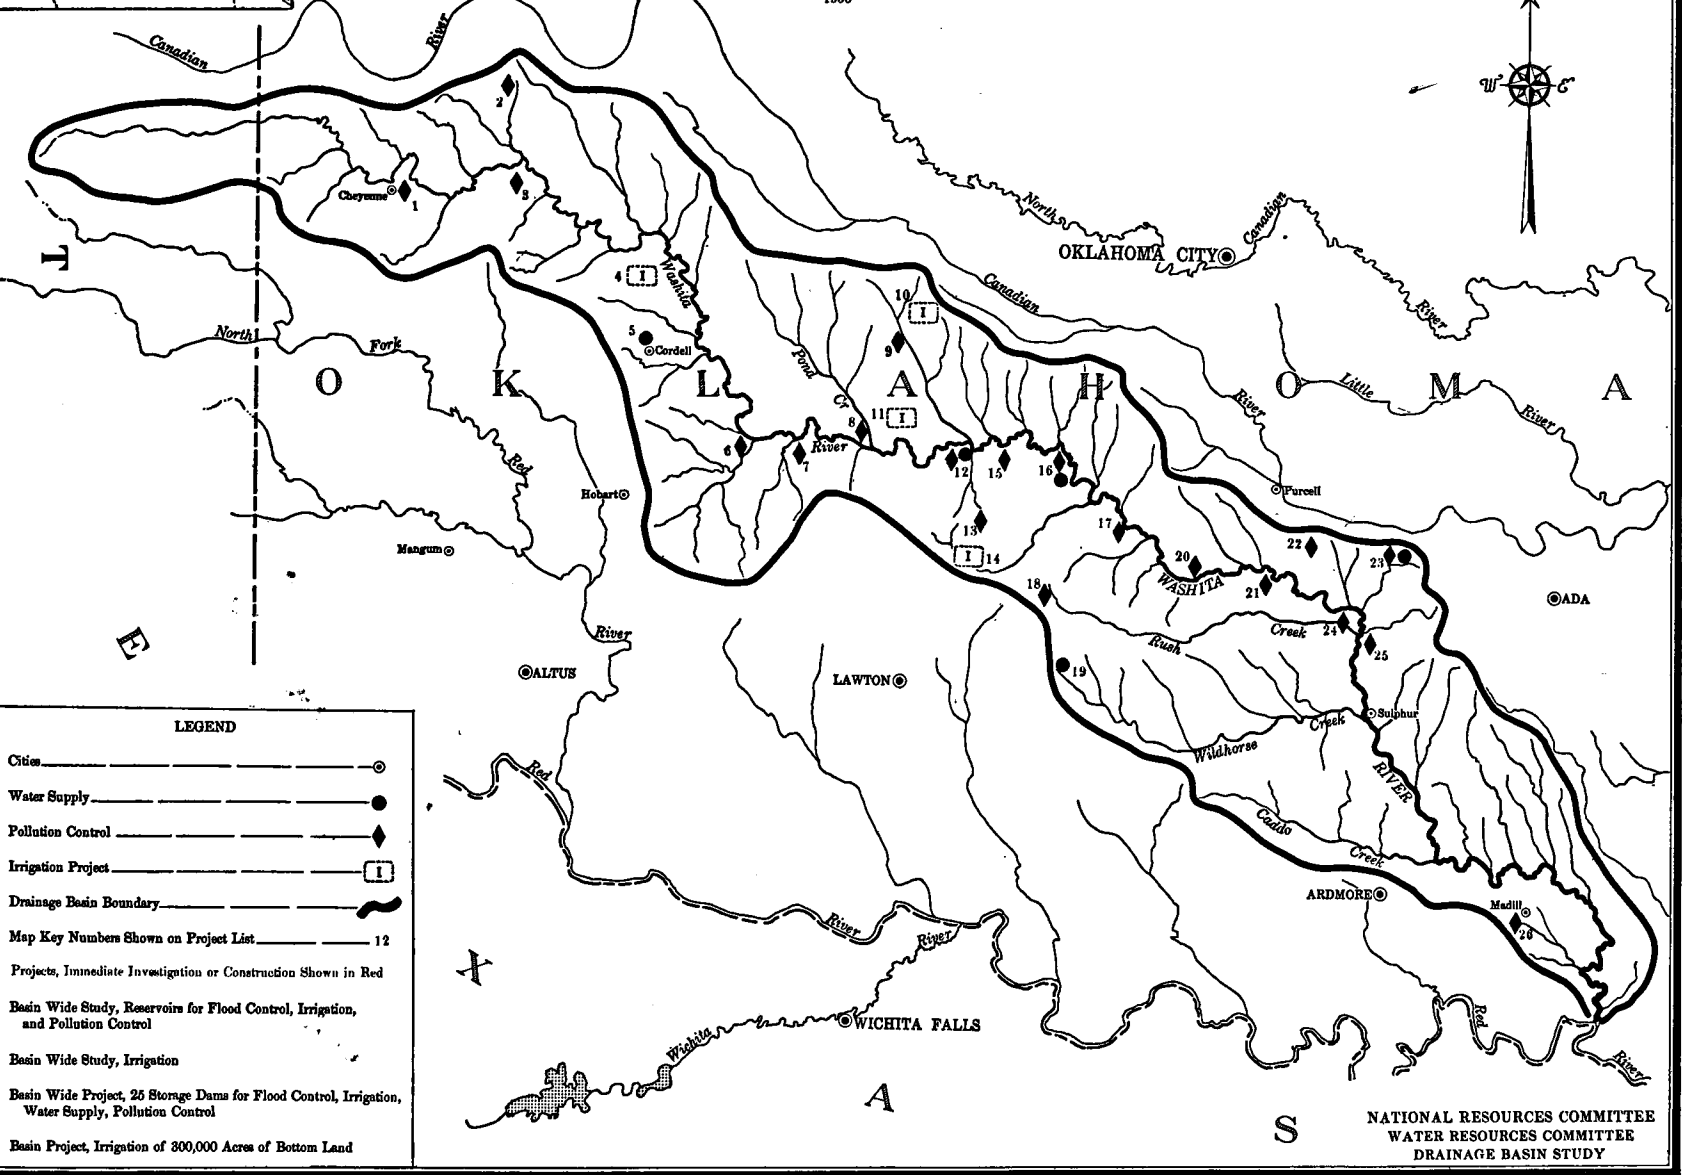 Canadian
River
W
E
2
Cheyenne
1
3
North
Canadian
OKLAHOMA CITY
T
4
I
Washita
10
I
Canadian
River
North
Fork
5
Cordell
9
Pond
Cr
O
K
L
A
H
O
M
A
Little
River
River
11
I
8
6
7
River
12
15
16
Red
Hobart
Purcell
Mangum
13
I
14
17
22
23
20
WASHITA
21
18
ADA
E
River
Rush
Creek
24
25
ALTUS
LAWTON
19
Sulphur
Creek
Wildhorse
RIVER
LEGEND
Cities
Water Supply
Pollution Control
Irrigation Project
I
Drainage Basin Boundary
Map Key Numbers Shown on Project List
12
Projects, Immediate Investigation or Construction Shown in Red
Basin Wide Study, Reservoirs for Flood Control, Irrigation,
and Pollution Control
Basin Wide Study, Irrigation
Basin Wide Project, 25 Storage Dams for Flood Control, Irrigation,
Water Supply, Pollution Control
Basin Project, Irrigation of 300,000 Acres of Bottom Land
Red
Caddo
Creek
ARDMORE
Madill
26
River
River
X
WICHITA FALLS
Wichita
Red
River
A
S
NATIONAL RESOURCES COMMITTEE
WATER RESOURCES COMMITTEE
DRAINAGE BASIN STUDY